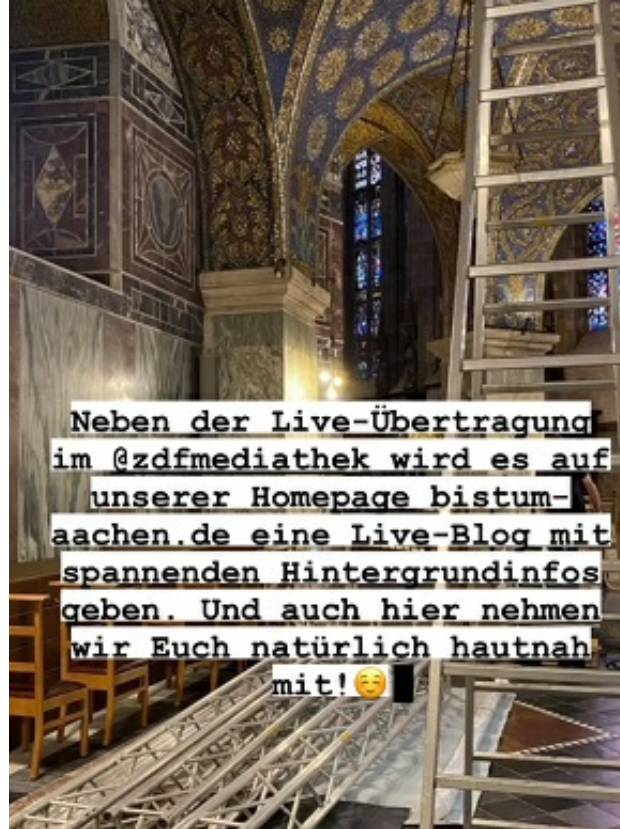 Neben der Live-Übertragung
im @zdfmediathek wird es auf
unserer Homepage bistum-
aachen.de eine Live-Blog mit
spannenden Hintergrundinfos
geben. Und auch hier nehmen
wir Euch natürlich hautnah
mit!☺️